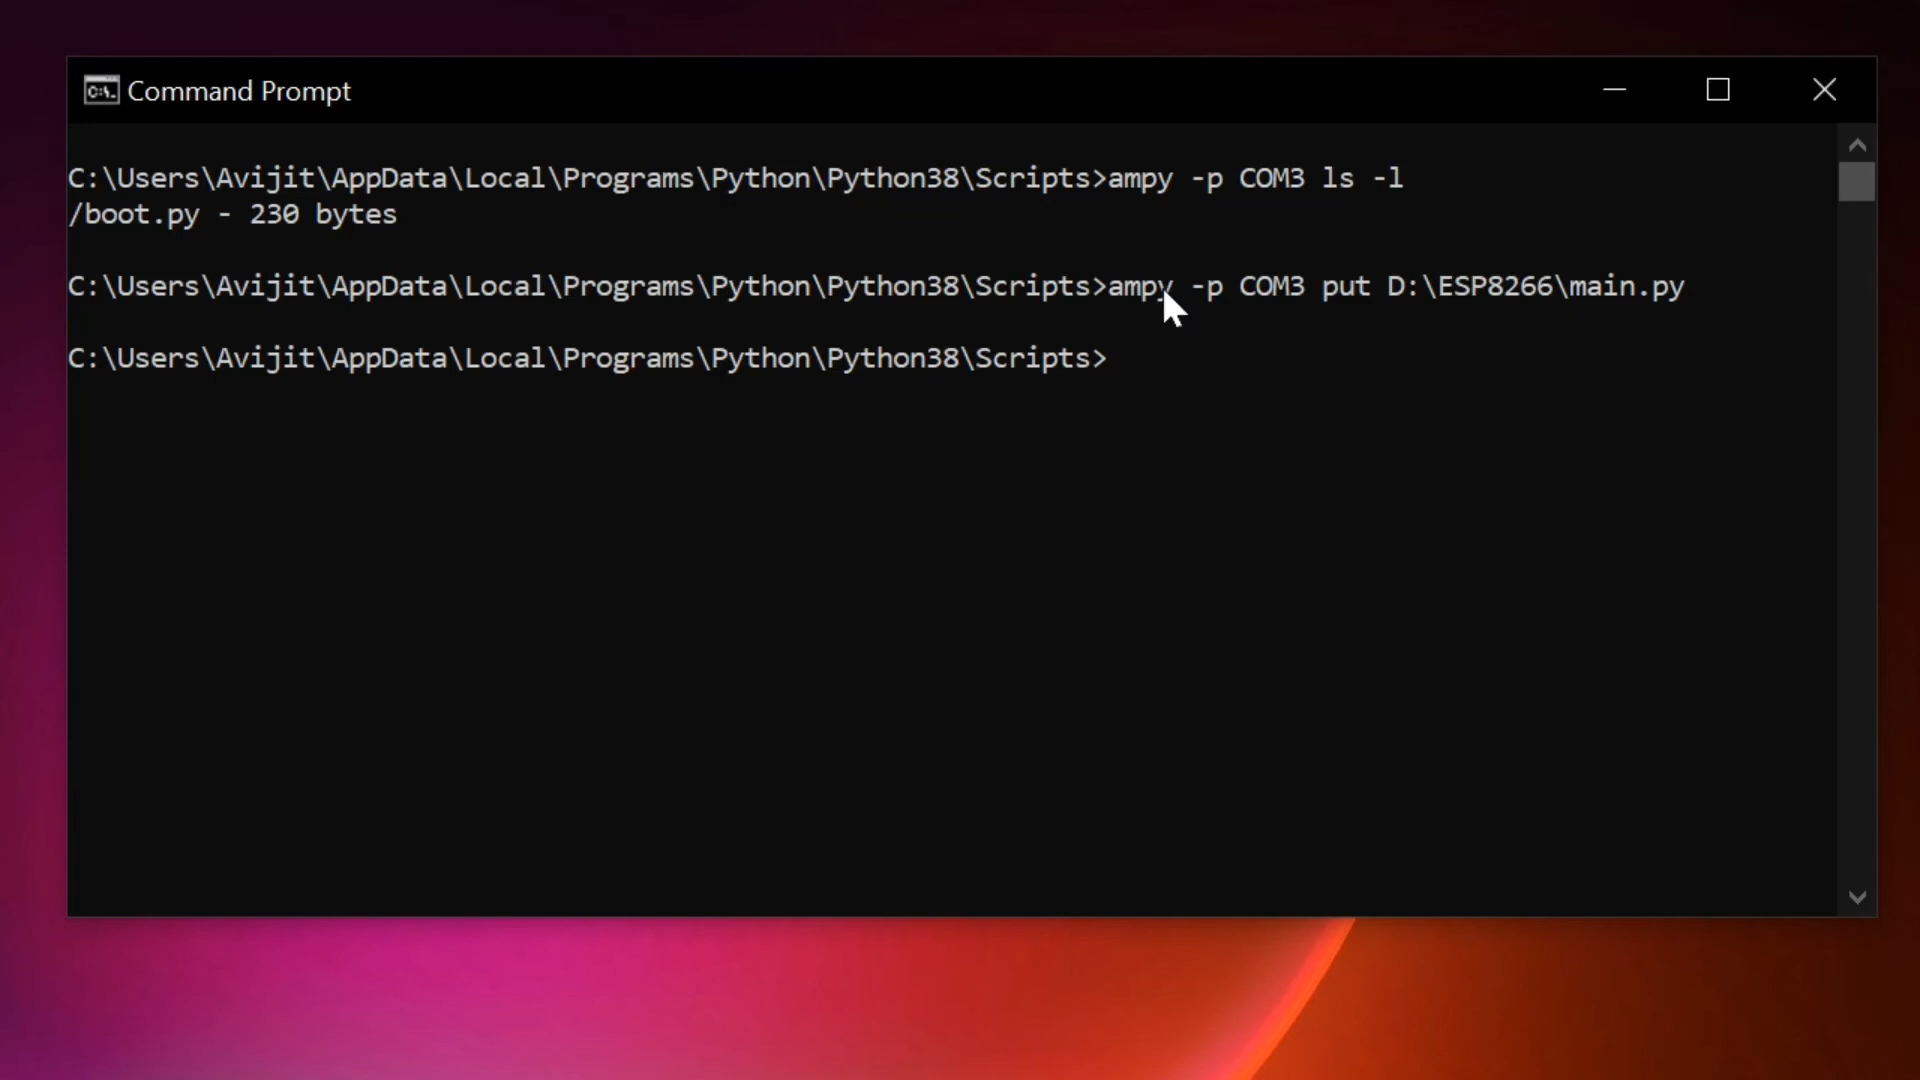 Command Prompt
C:\Users\Avijit\AppData\Local\Programs\Python\Python38\Scripts>ampy -p COM3 ls -l
/boot.py - 230 bytes
C:\Users\Avijit\AppData\Local\Programs\Python\Python38\Scripts>ampy -p COM3 put D:\ESP8266\main.py
C:\Users\Avijit\AppData\Local\Programs\Python\Python38\Scripts>